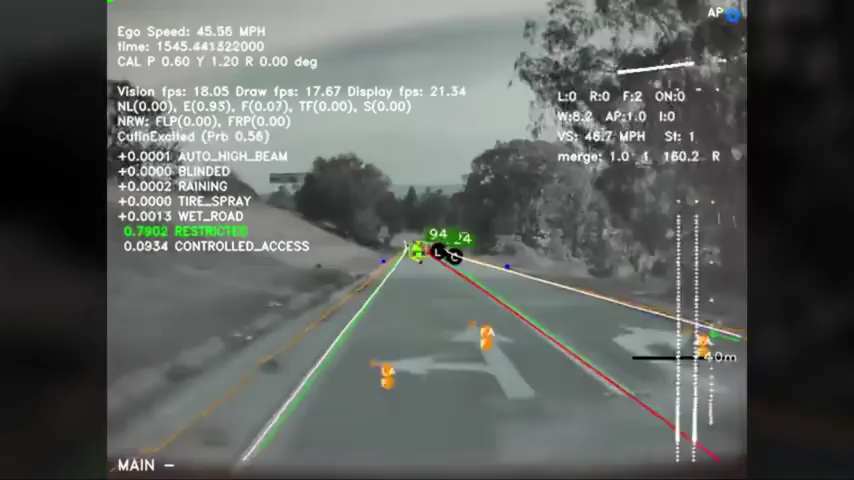 AP
Ego Speed: 45.56 MPH
time: 1545.441322000
CAL P 0.60 Y 1.20 R 0.00 deg
Vision fps: 18.05 Draw fps: 17.67 Display fps: 21.34
NL(0.00), E(0.93), F(0.07), TF(0.00), S(0.00)
NRW: FLP(0.00), FRP(0.00)
CutinExcited (Prb 0.56)
+0.0001 AUTO_HIGH_BEAM
+0.0000 BLINDED
+0.0002 RAINING
+0.0000 TIRE_SPRAY
+0.0013 WET_ROAD
0.7902 RESTRICTED
0.0934 CONTROLLED_ACCESS
L:0 R:0 F:2 ON:0
W:8.2 AP:1.0 I:0
VS: 46.7 MPH St: 1
merge: 1.0 1 160.2 R
94
24
L
C
40m
MAIN -